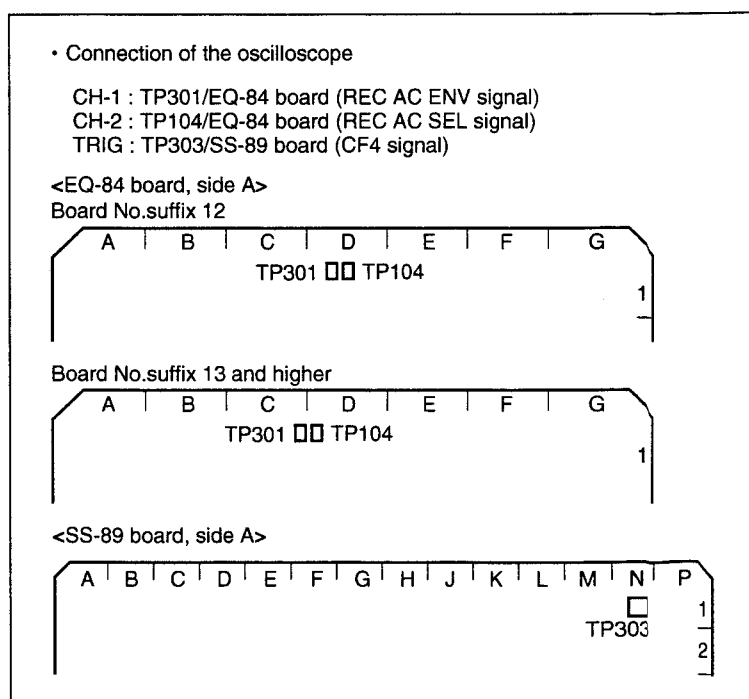 • Connection of the oscilloscope
CH-1 : TP301/EQ-84 board (REC AC ENV signal)
CH-2 : TP104/EQ-84 board (REC AC SEL signal)
TRIG : TP303/SS-89 board (CF4 signal)
<EQ-84 board, side A>
Board No.suffix 12
A B C D E F G
TP301 TP104
1
Board No.suffix 13 and higher
A B C D E F G
TP301 TP104
1
<SS-89 board, side A>
A B C D E F G H J K L M N P
1
TP303
2